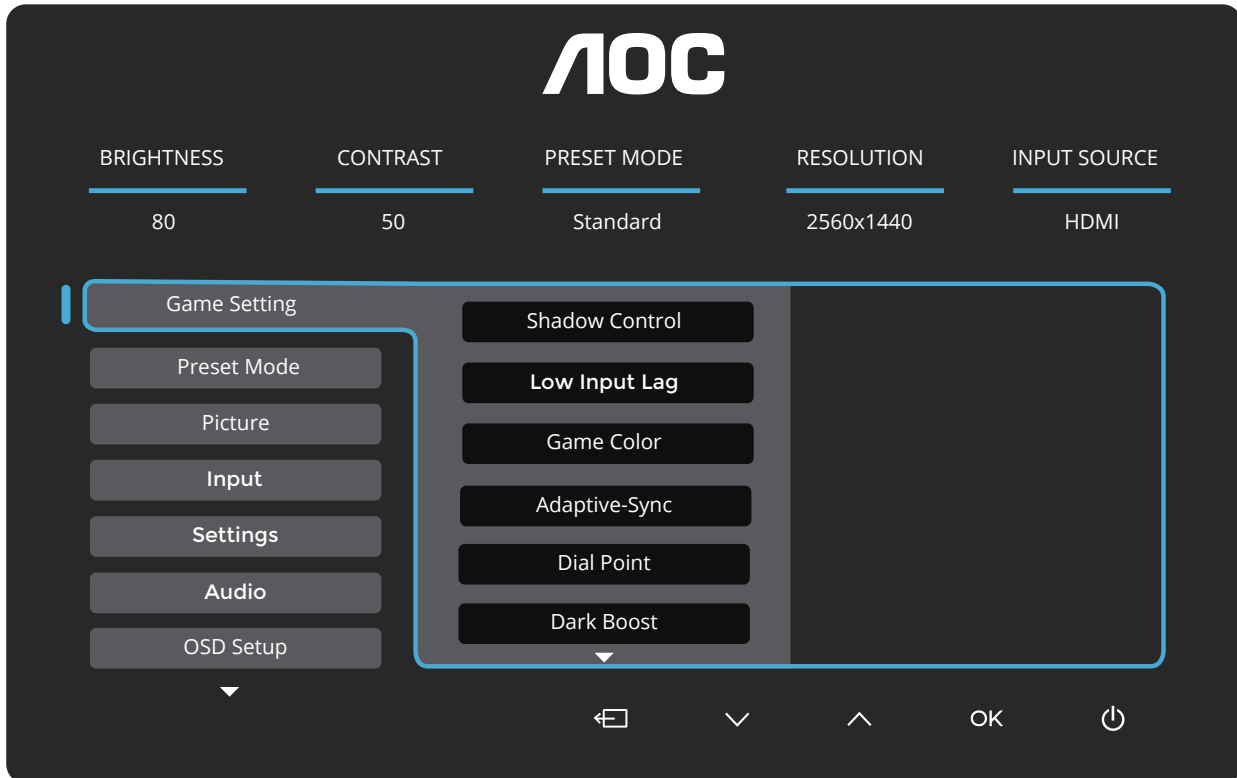 AOC
BRIGHTNESS CONTRAST PRESET MODE RESOLUTION INPUT SOURCE
80 50 Standard 2560x1440 HDMI
Game Setting
Preset Mode
Picture
Input
Settings
Audio
OSD Setup
Shadow Control
Low Input Lag
Game Color
Adaptive-Sync
Dial Point
Dark Boost
OK